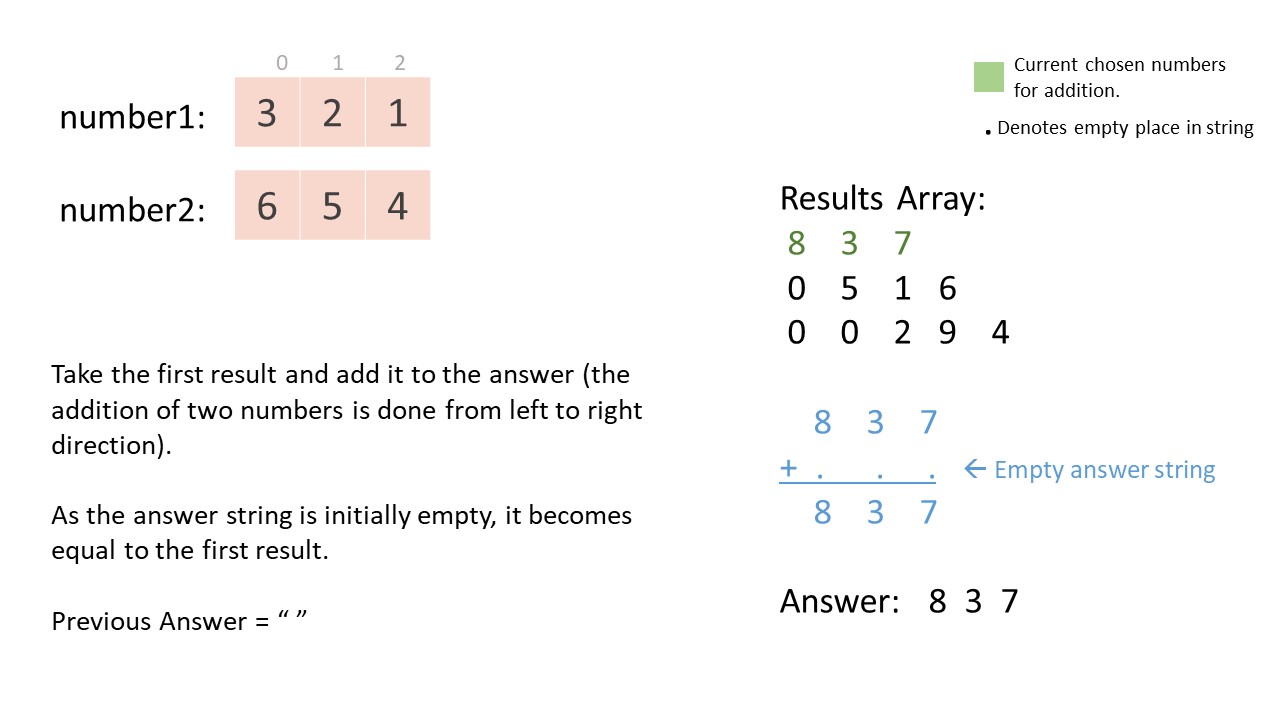 0 1 2
number1: 3 2 1
number2: 6 5 4
Current chosen numbers
for addition.
. Denotes empty place in string
Results Array:
8 3 7
0 5 1 6
0 0 2 9 4
Take the first result and add it to the answer (the
addition of two numbers is done from left to right
direction).
As the answer string is initially empty, it becomes
equal to the first result.
Previous Answer = “ ”
8 3 7
+ . . . ← Empty answer string
8 3 7
Answer: 8 3 7